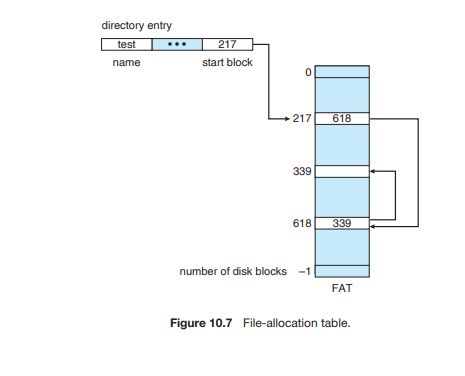 directory entry
test ••• 217
name start block
0
217 618
339
618 339
number of disk blocks –1
FAT
Figure 10.7 File-allocation table.